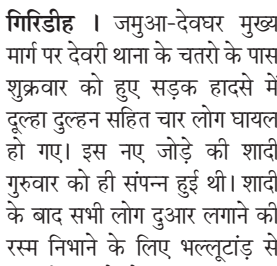 गिरिडीह । जमुआ-देवघर मुख्य
मार्ग पर देवरी थाना के चतरो के पास
शुक्रवार को हुए सड़क हादसे में
दूल्हा दुल्हन सहित चार लोग घायल
हो गए। इस नए जोड़े की शादी
गुरुवार को ही संपन्न हुई थी। शादी
के बाद सभी लोग दुआर लगाने की
रस्म निभाने के लिए भल्लूटांड़ से